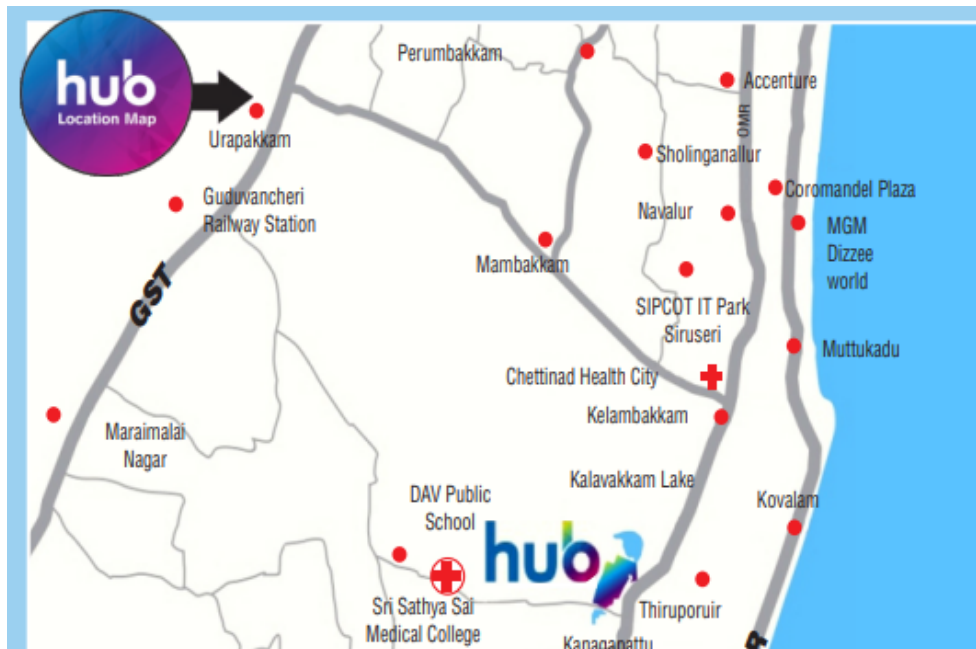 hub
Location Map
Perumbakkam
Accenture
OMR
Urapakkam
Sholinganallur
Coromandel Plaza
Guduvancheri
Railway Station
Navalur
MGM
Dizzee
world
Mambakkam
GST
SIPCOT IT Park
Siruseri
Muttukadu
Chettinad Health City
Kelambakkam
Maraimalai
Nagar
Kalavakkam Lake
DAV Public
School
Kovalam
hub
Sri Sathya Sai
Medical College
Thiruporuir